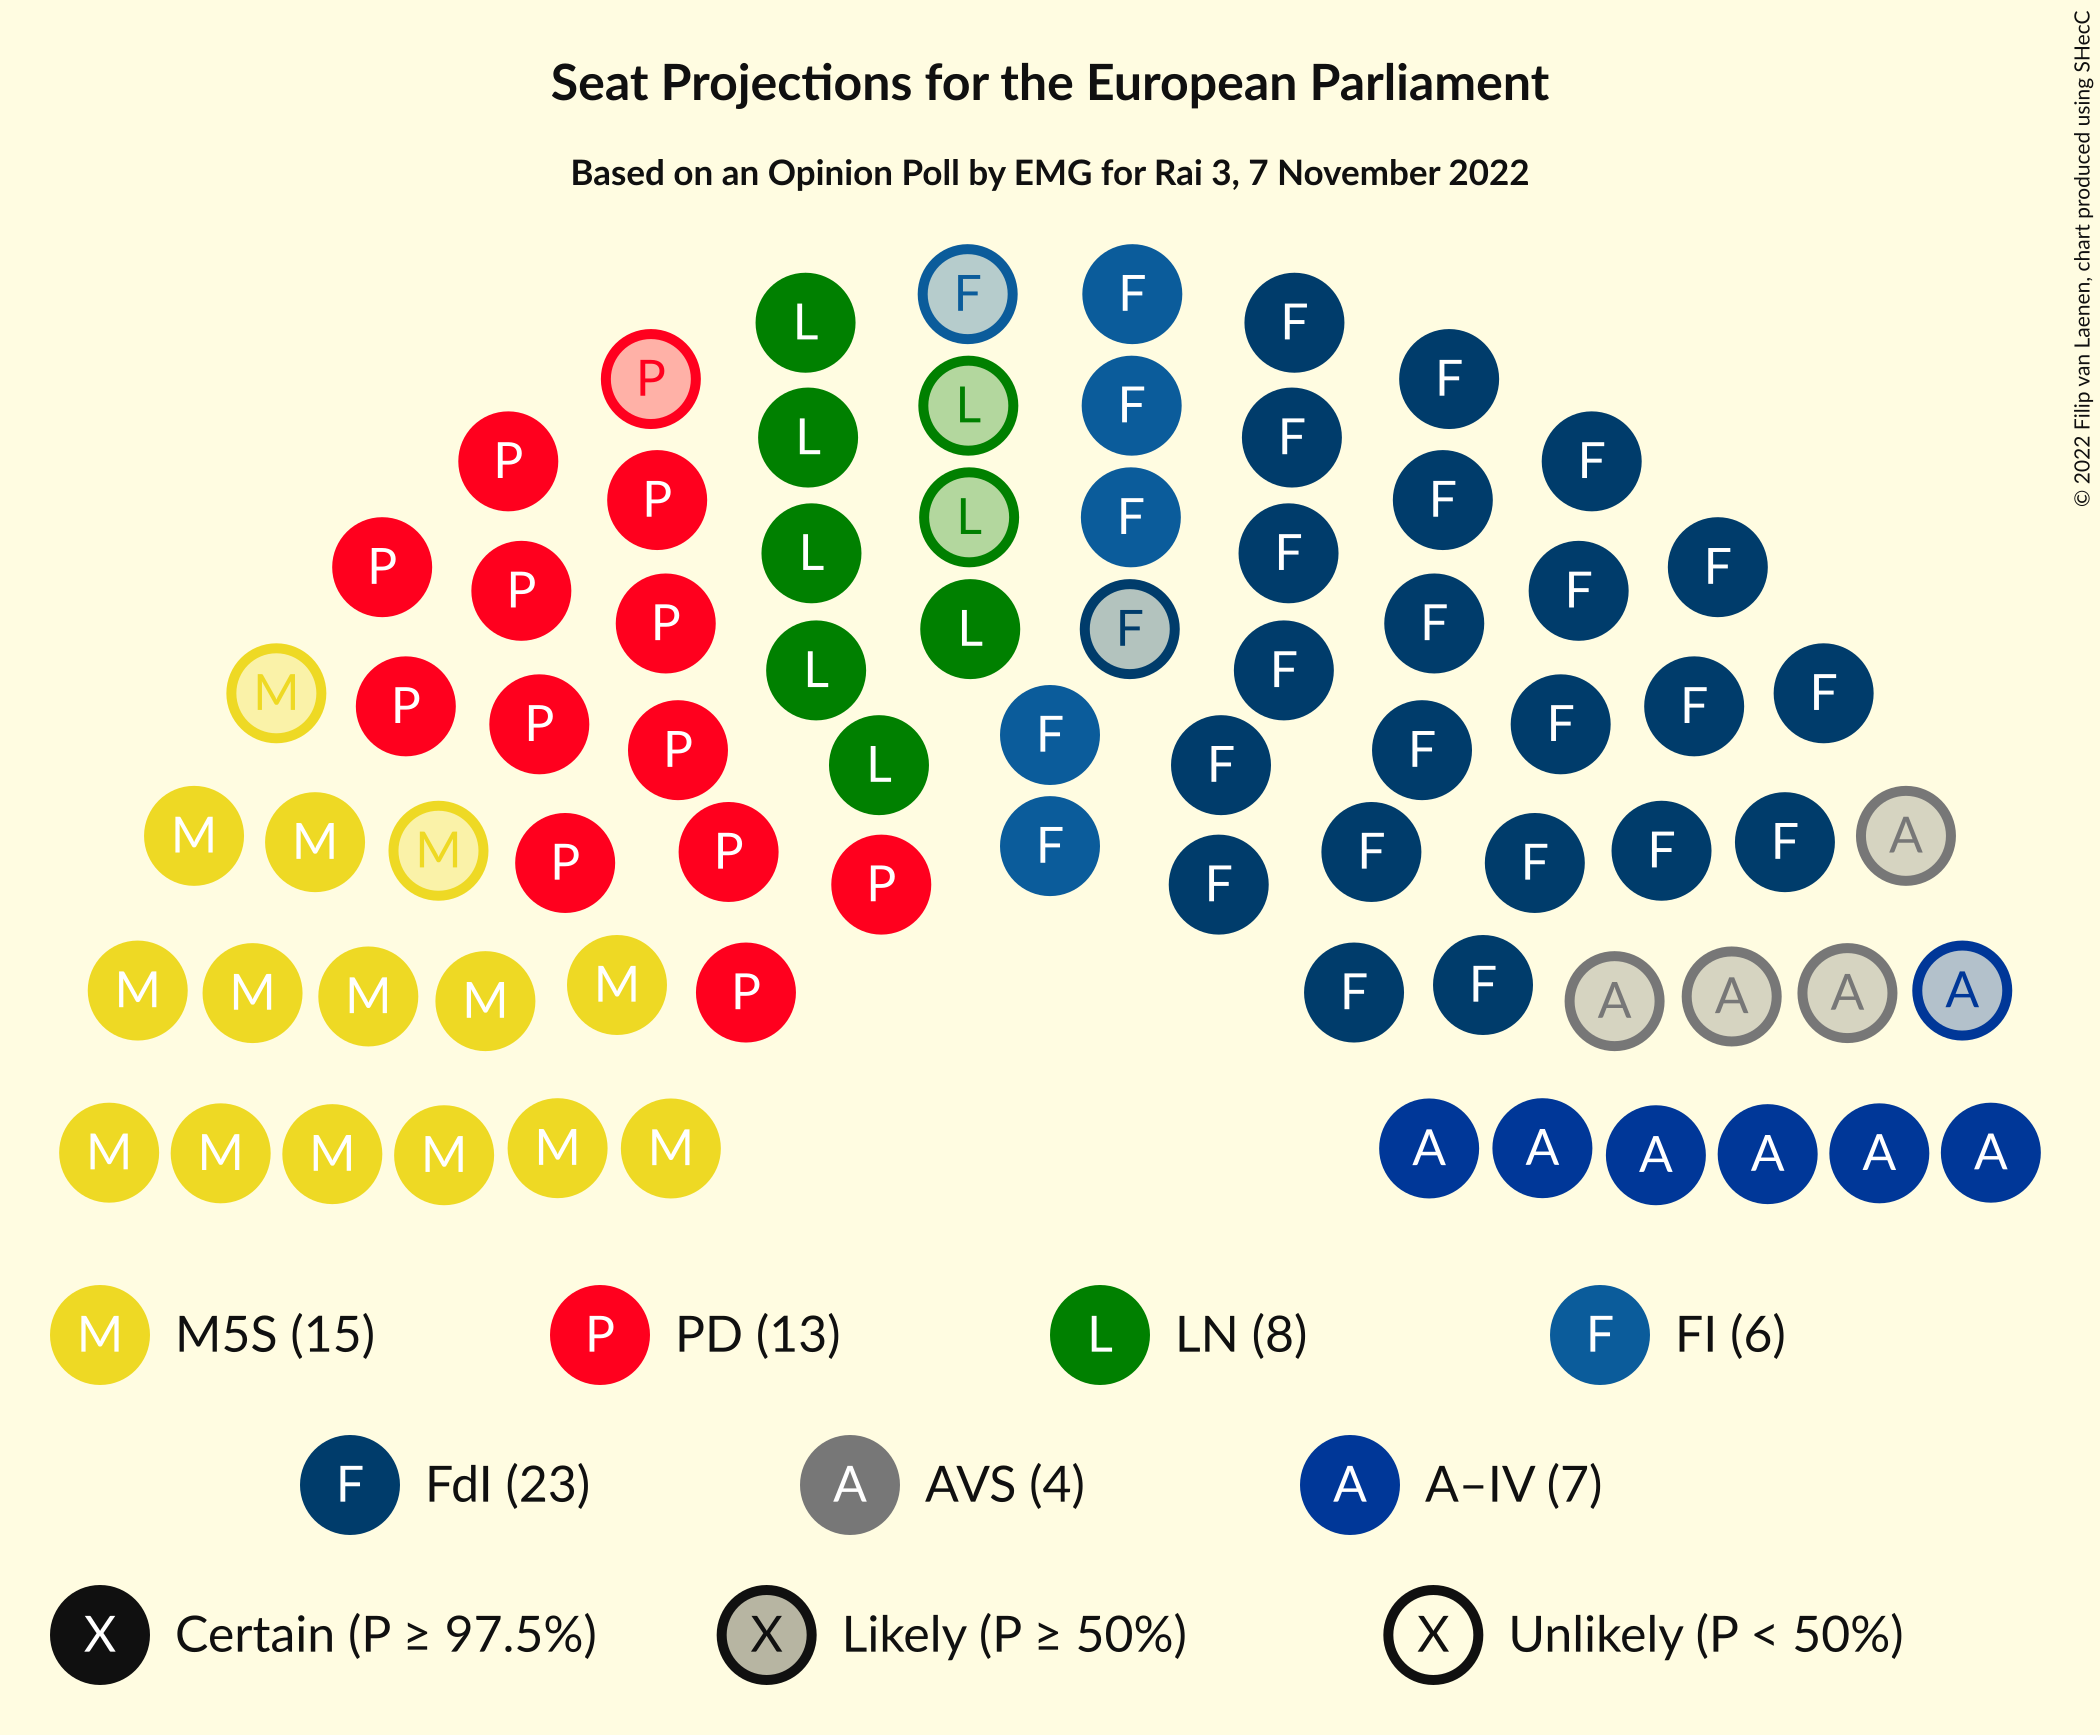 Seat Projections for the European Parliament
Based on an Opinion Poll by EMG for Rai 3, 7 November 2022
© 2022 Filip van Laenen, chart produced using SHecC
F F
L F F
P L F
L F F
P L F F
P F
L F F
P L F
P F F
P L F F
P P F F
P L F F
M P F F
P P F F
P L F F F
F
M M M P P P F F F F F F A
M M M M M P F F A A A A
M M M M M M A A A A A A
M M5S (15) P PD (13) L LN (8) F FI (6)
F FdI (23) A AVS (4) A A–IV (7)
X Certain (P ≥ 97.5%) X Likely (P ≥ 50%) X Unlikely (P < 50%)